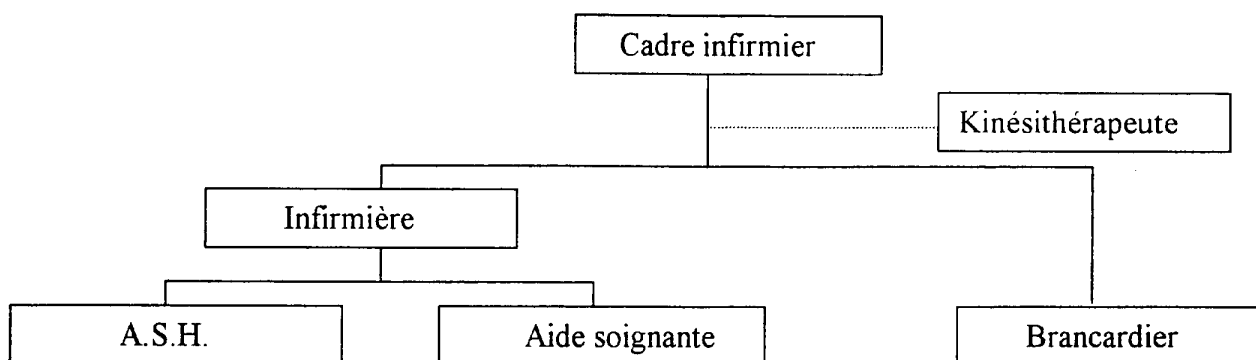 Cadre infirmier
Kinésithérapeute
Infirmière
A.S.H.
Aide soignante
Brancardier